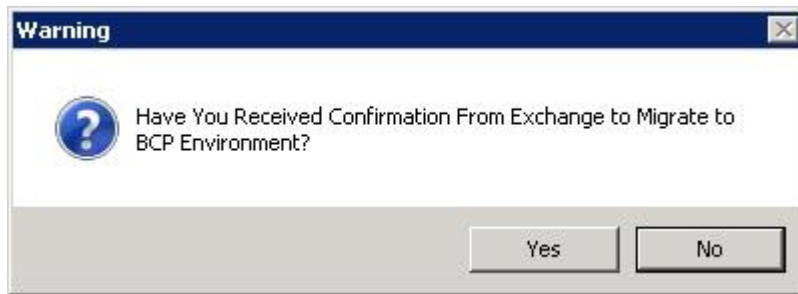 Warning
Have You Received Confirmation From Exchange to Migrate to
BCP Environment?
Yes No